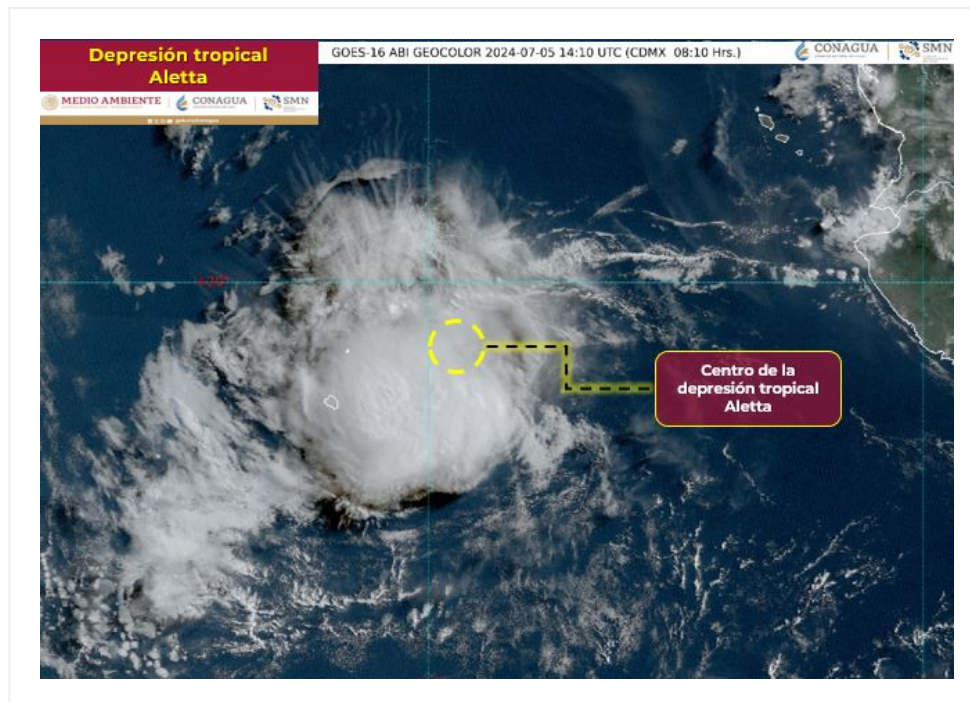 Depresión tropical
Aletta
GOES-16 ABI GEOCOLOR 2024-07-05 14:10 UTC (CDMX 08:10 Hrs.)
CONAGUA
SMN
MEDIO AMBIENTE
CONAGUA
SMN
Centro de la
depresión tropical
Aletta